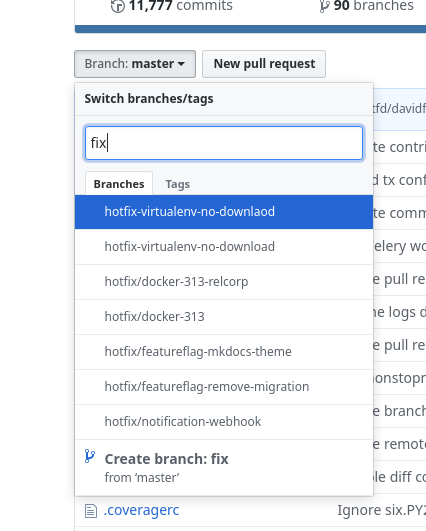 11,777 commits 90 branches
Branch: master New pull request
Switch branches/tags
fix
Branches Tags
hotfix-virtualenv-no-downlaod
hotfix-virtualenv-no-download
hotfix/docker-313-relcorp
hotfix/docker-313
hotfix/featureflag-mkdocs-theme
hotfix/featureflag-remove-migration
hotfix/notification-webhook
Create branch: fix
from ‘master’
tfd/davidf
te contri
d tx conf
te comm
elery wo
e pull re
he logs d
e pull re
nonstopr
e branch
e remote
ble diff co
.coveragerc Ignore six.PY2